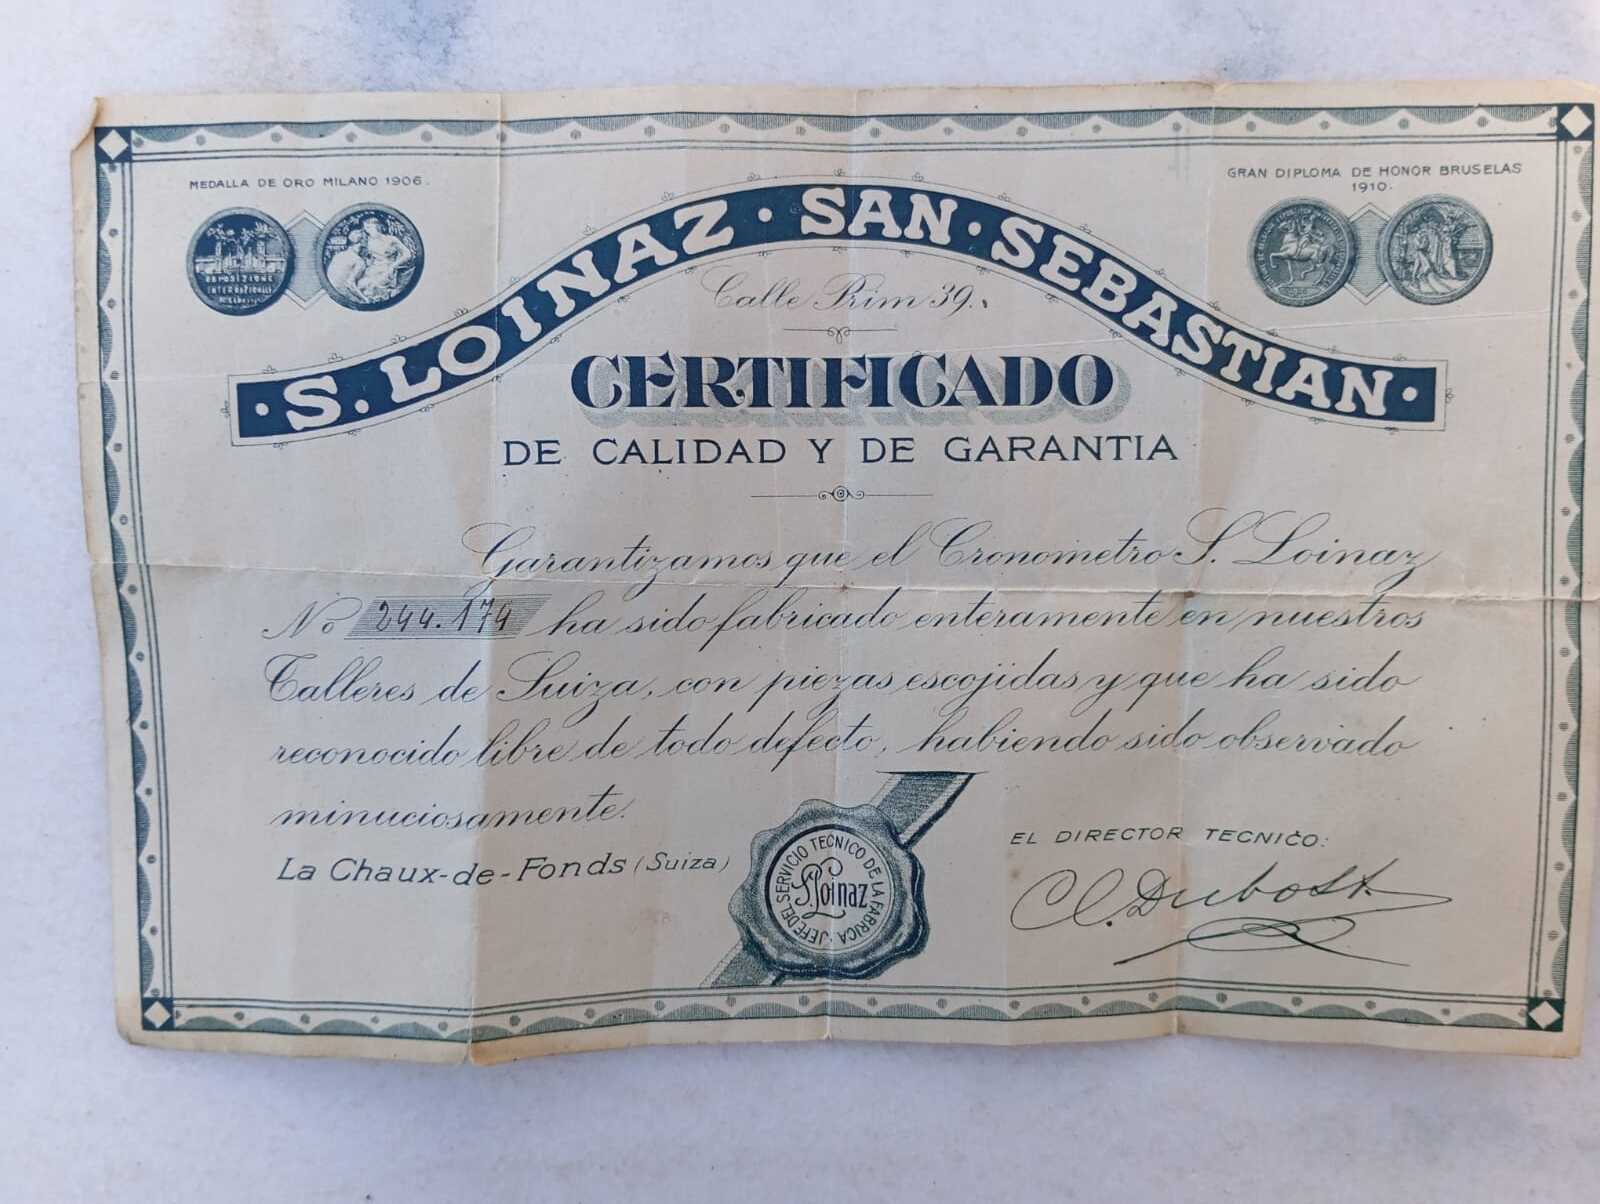 MEDALLA DE ORO MILANO 1906.
GRAN DIPLOMA DE HONOR BRUSELAS
1910.
ESPOSIZIONE
INTERNAZIONALE
· S. LOINAZ · SAN · SEBASTIAN ·
Calle Prim 39.
CERTIFICADO
DE CALIDAD Y DE GARANTIA
Garantizamos que el Cronometro S. Loinaz
No 244.174 ha sido fabricado enteramente en nuestros
Talleres de Suiza, con piezas escojidas y que ha sido
reconocido libre de todo defecto, habiendo sido observado
minuciosamente.
La Chaux-de-Fonds (Suiza)
JEFE DEL SERVICIO TECNICO DE LA FABRICA ·
S. Loinaz
EL DIRECTOR TECNICO:
C. Dubost